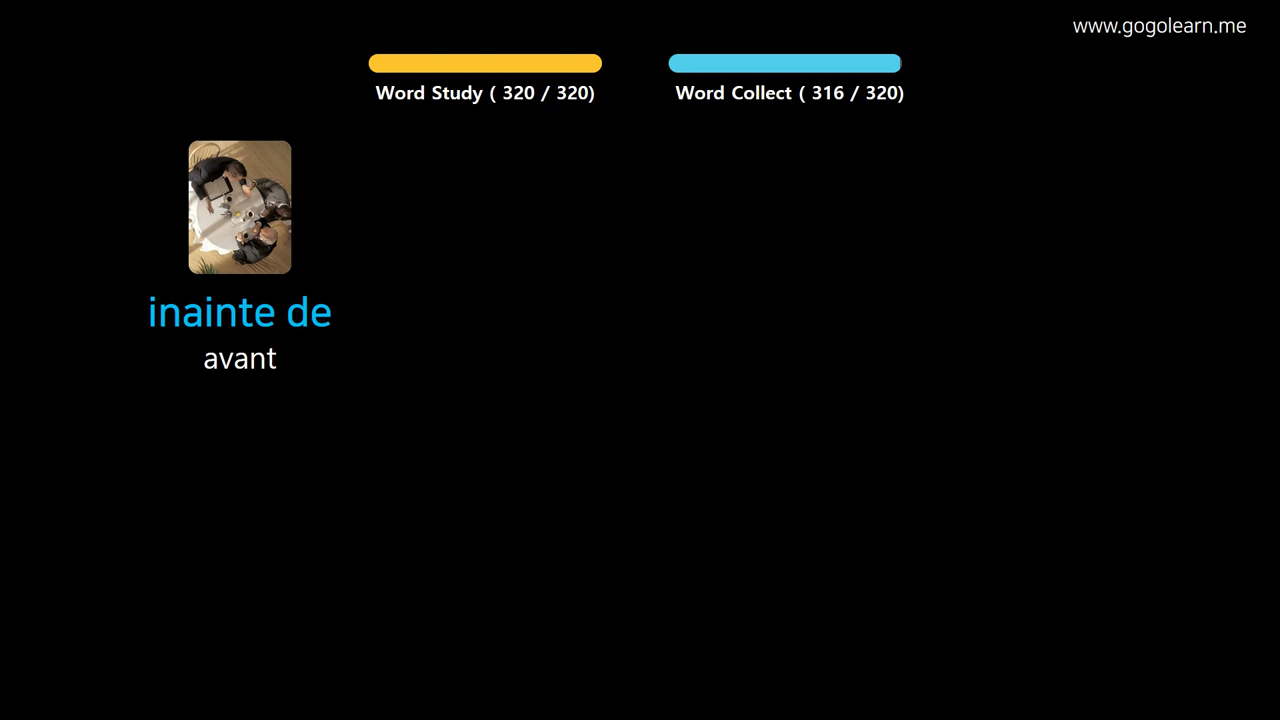 www.gogolearn.me
Word Study ( 320 / 320)
Word Collect ( 316 / 320)
inainte de
avant